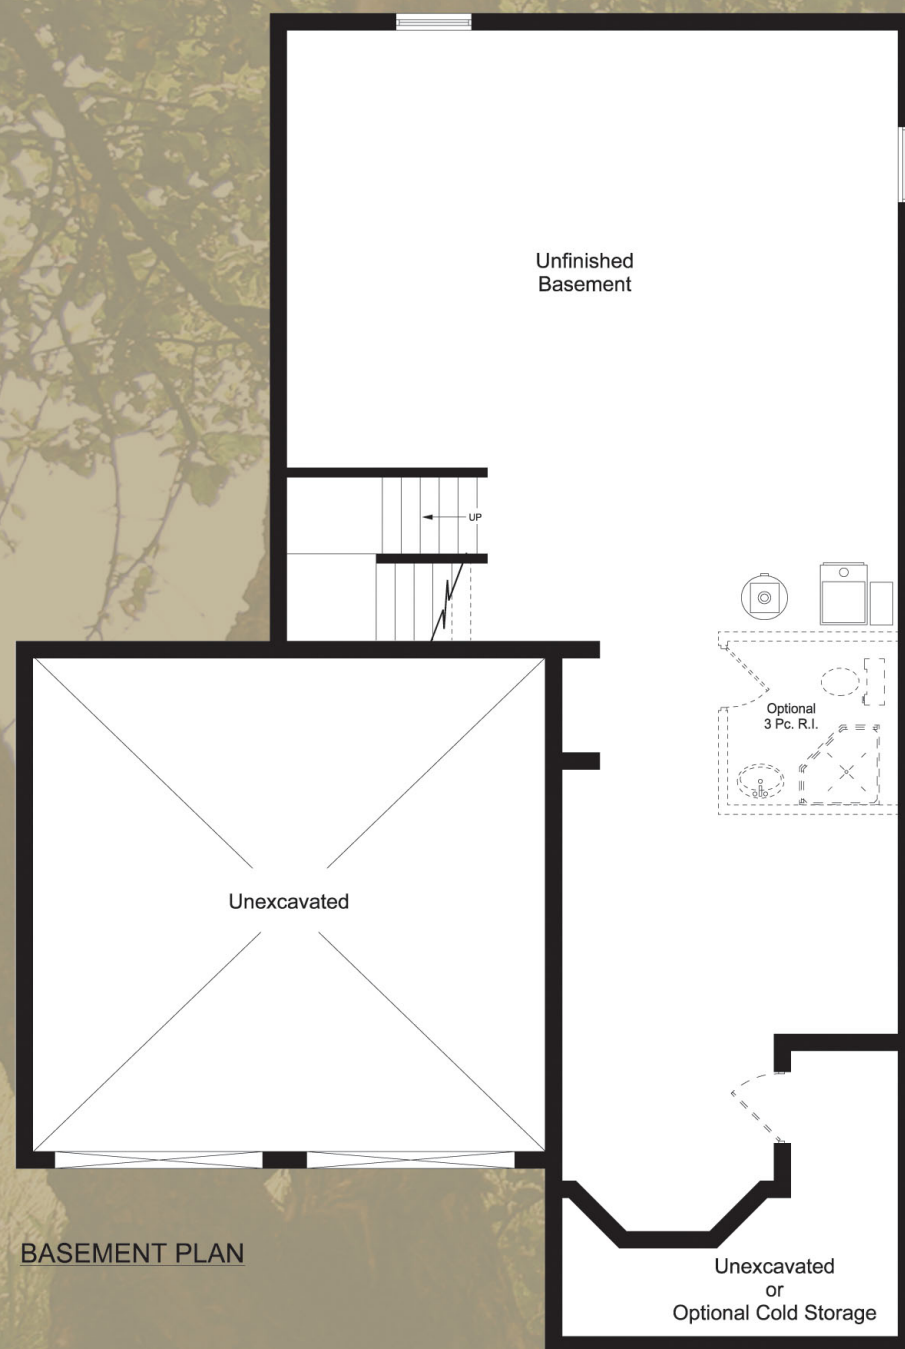 Unfinished
Basement
UP
Optional
3 Pc. R.I.
Unexcavated
BASEMENT PLAN
Unexcavated
or
Optional Cold Storage